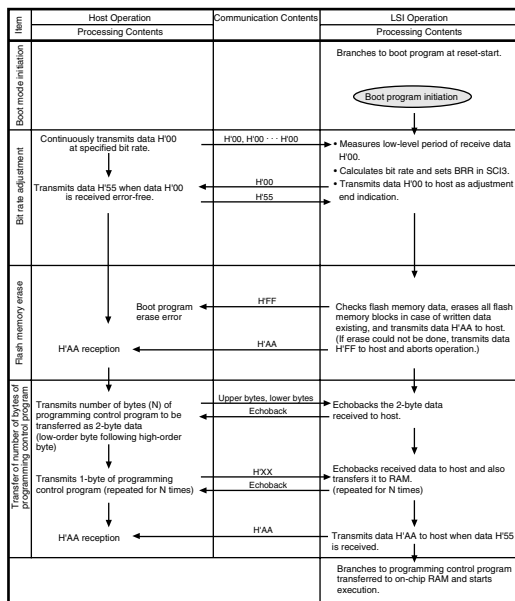 Item
Host Operation
Communication Contents
LSI Operation
Processing Contents
Processing Contents
Boot mode initiation
Branches to boot program at reset-start.
Boot program initiation
Bit rate adjustment
Continuously transmits data H'00
at specified bit rate.
H'00, H'00 · · · H'00
• Measures low-level period of receive data
H'00.
• Calculates bit rate and sets BRR in SCI3.
• Transmits data H'00 to host as adjustment
end indication.
Transmits data H'55 when data H'00
is received error-free.
H'00
H'55
Flash memory erase
Boot program
erase error
H'FF
Checks flash memory data, erases all flash
memory blocks in case of written data
existing, and transmits data H'AA to host.
(If erase could not be done, transmits data
H'FF to host and aborts operation.)
H'AA reception
H'AA
Transfer of number of bytes of
programming control program
Transmits number of bytes (N) of
programming control program to be
transferred as 2-byte data
(low-order byte following high-order
byte)
Upper bytes, lower bytes
Echoback
Echobacks the 2-byte data
received to host.
Transmits 1-byte of programming
control program (repeated for N times)
H'XX
Echoback
Echobacks received data to host and also
transfers it to RAM.
(repeated for N times)
H'AA reception
H'AA
Transmits data H'AA to host when data H'55
is received.
Branches to programming control program
transferred to on-chip RAM and starts
execution.